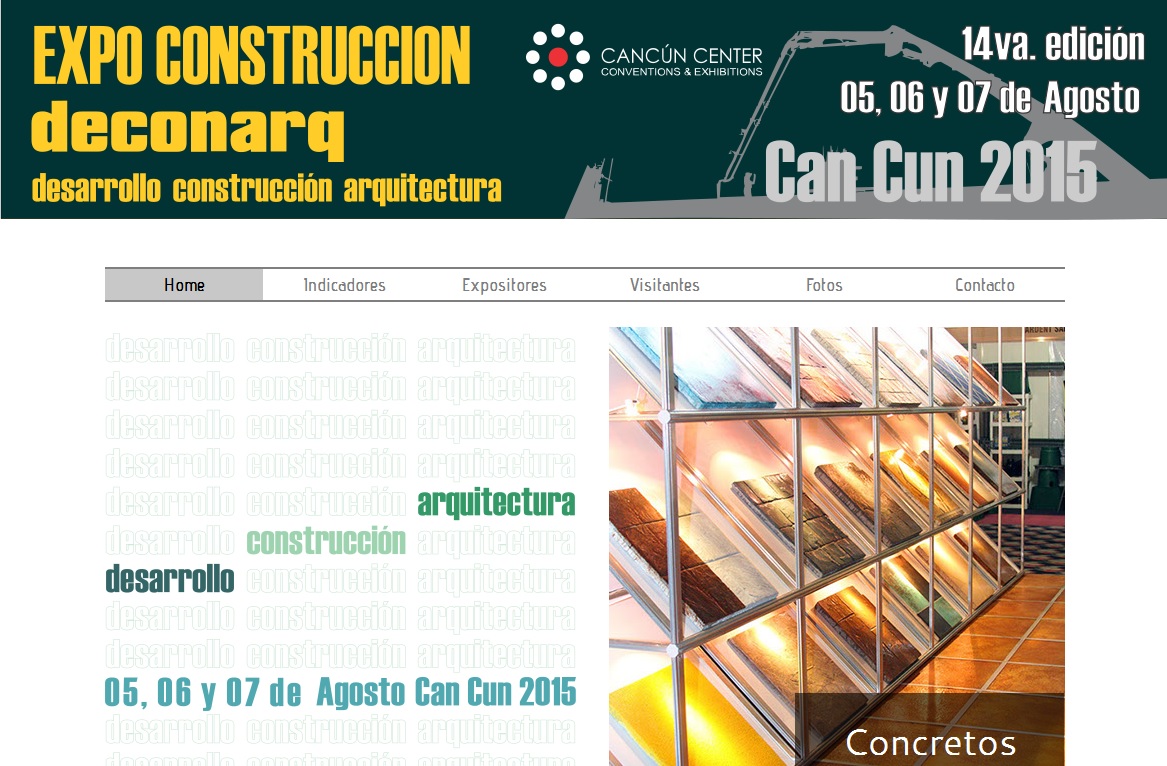 EXPO CONSTRUCCION
deconarq
desarrollo construcción arquitectura
CANCÚN CENTER
CONVENTIONS & EXHIBITIONS
14va. edición
05, 06 y 07 de Agosto
Can Cun 2015
Home Indicadores Expositores Visitantes Fotos Contacto
desarrollo construcción arquitectura
desarrollo construcción arquitectura
desarrollo construcción arquitectura
desarrollo construcción arquitectura
desarrollo construcción arquitectura
desarrollo construcción arquitectura
desarrollo construcción arquitectura
desarrollo construcción arquitectura
desarrollo construcción arquitectura
05, 06 y 07 de Agosto Can Cun 2015
desarrollo construcción arquitectura
desarrollo construcción arquitectura
Concretos